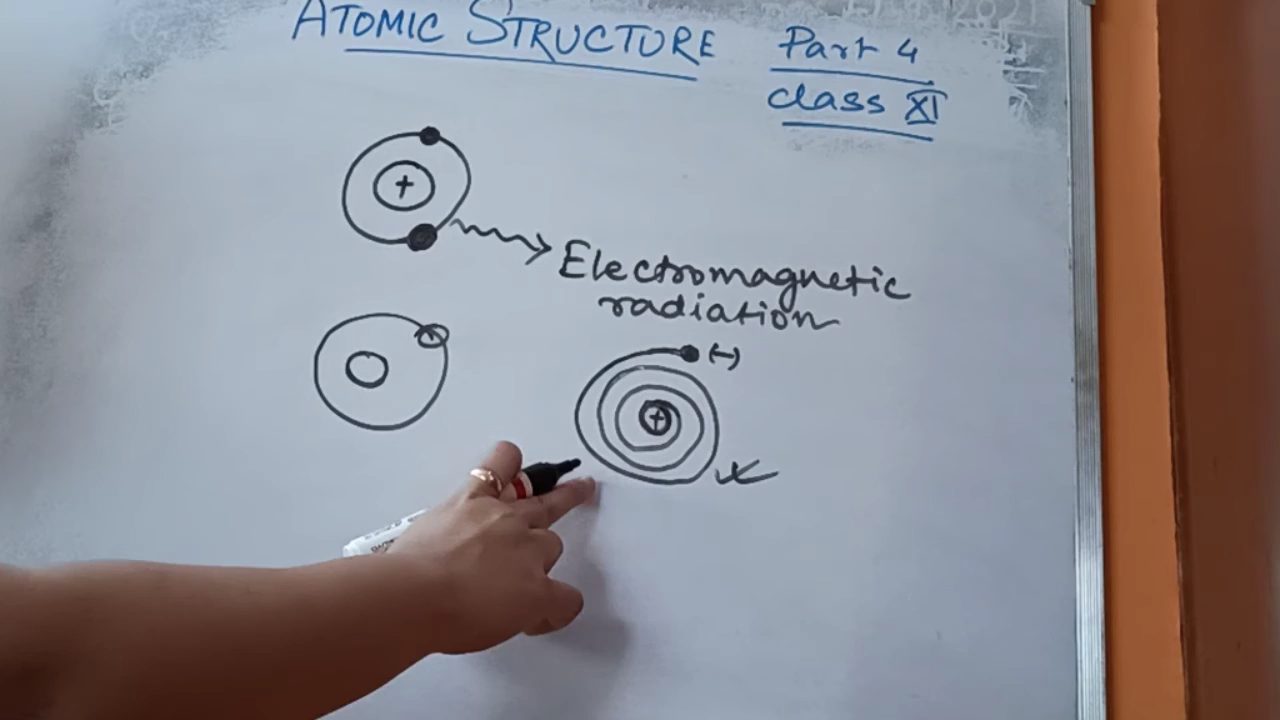 ATOMIC STRUCTURE Part 4
class XI
+
Electromagnetic
radiation
(-)
+